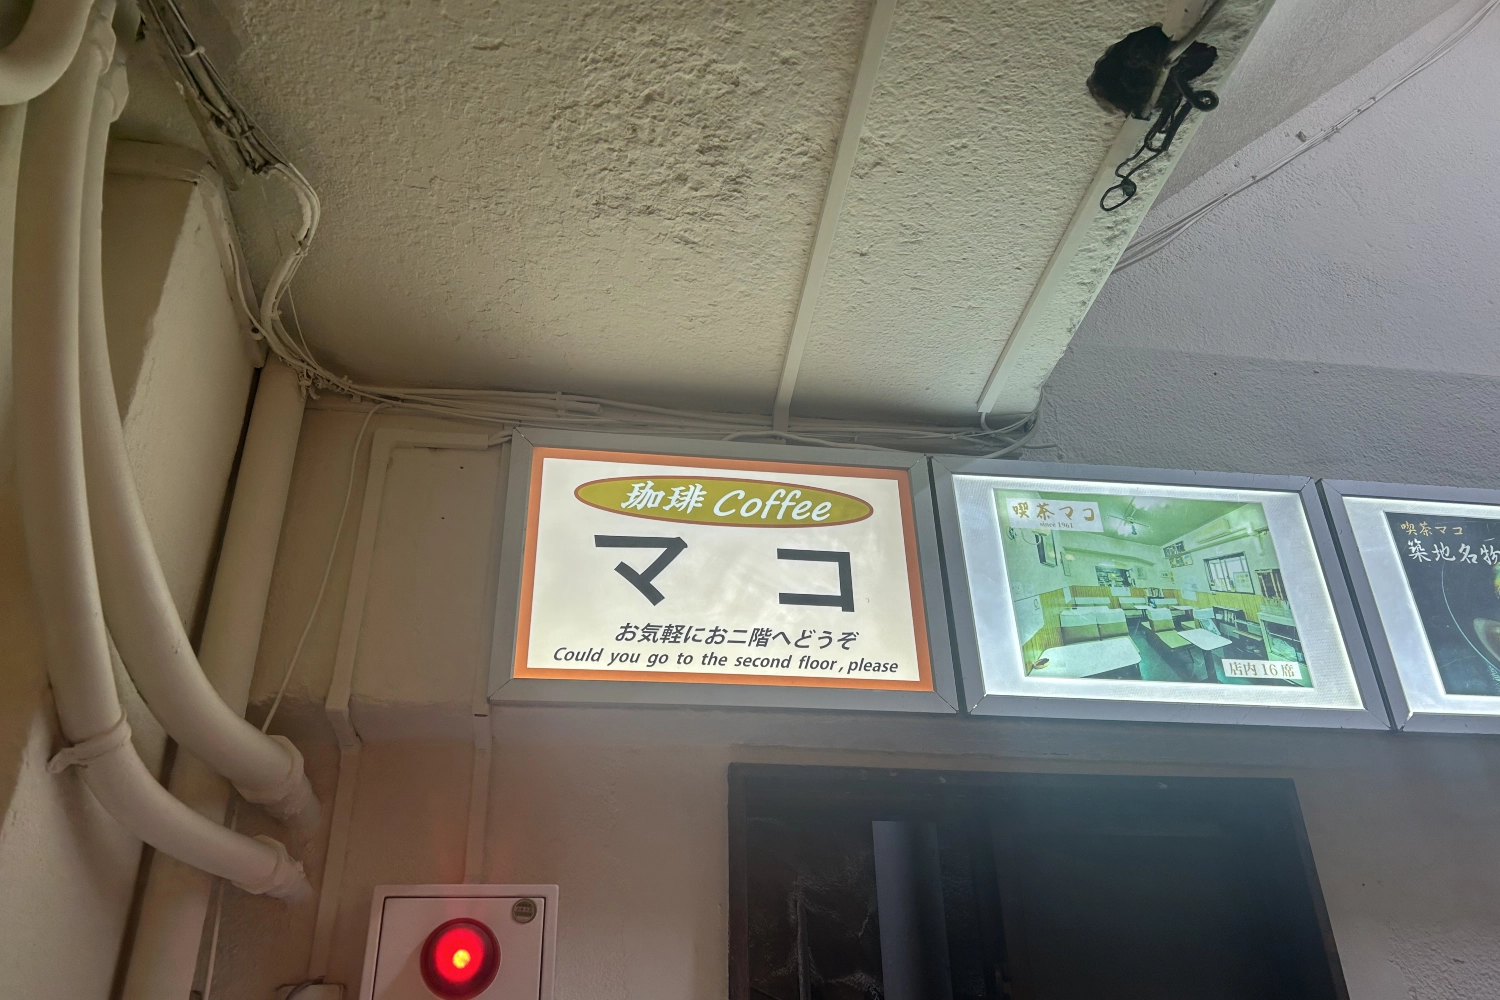 珈琲 Coffee
マコ
お気軽にお二階へどうぞ
Could you go to the second floor, please
喫茶マコ
since 1961
店内16席
喫茶マコ
築地名物